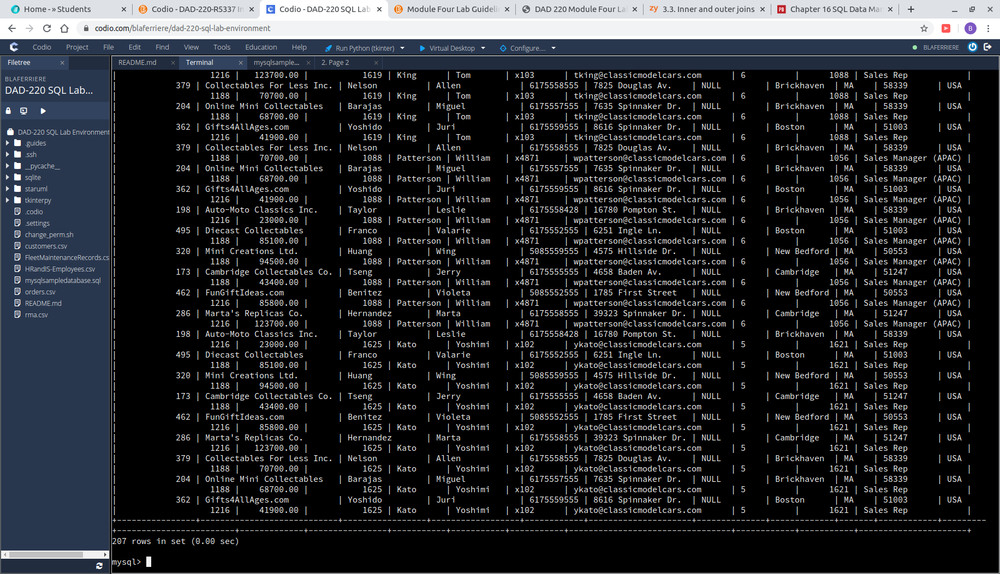 Home - » Students
Codio - DAD-220-R5337 In
Codio - DAD-220 SQL Lab
Module Four Lab Guideli
DAD 220 Module Four La
zy 3.3. Inner and outer joins
PB Chapter 16 SQL Data Mar
codio.com/blaferriere/dad-220-sql-lab-environment
B
Codio Project File Edit Find View Tools Education Help Run Python (tkinter) Virtual Desktop Configure.... BLAFERRIERE
Filetree
README.md Terminal mysqlsample... 2. Page 2
BLAFERRIERE
DAD-220 SQL Lab...
DAD-220 SQL Lab Environment
.guides
.ssh
__pycache__
sqlite
staruml
tkinterpy
.codio
.settings
change_perm.sh
customers.csv
FleetMaintenanceRecords.cs
HRandIS-Employees.csv
mysqlsampledatabase.sql
orders.csv
README.md
rma.csv
| 1216 | 123700.00 | 1619 | King | Tom | x103 | tking@classicmodelcars.com | 6 | 1088 | Sales Rep |
| 379 | Collectables For Less Inc. | Nelson | Allen | 6175558555 | 7825 Douglas Av. | NULL | Brickhaven | MA | 58339 | USA
| 1188 | 70700.00 | 1619 | King | Tom | x103 | tking@classicmodelcars.com | 6 | 1088 | Sales Rep |
| 204 | Online Mini Collectables | Barajas | Miguel | 6175557555 | 7635 Spinnaker Dr. | NULL | Brickhaven | MA | 58339 | USA
| 1188 | 68700.00 | 1619 | King | Tom | x103 | tking@classicmodelcars.com | 6 | 1088 | Sales Rep |
| 362 | Gifts4AllAges.com | Yoshido | Juri | 6175559555 | 8616 Spinnaker Dr. | NULL | Boston | MA | 51003 | USA
| 1216 | 41900.00 | 1619 | King | Tom | x103 | tking@classicmodelcars.com | 6 | 1088 | Sales Rep |
| 379 | Collectables For Less Inc. | Nelson | Allen | 6175558555 | 7825 Douglas Av. | NULL | Brickhaven | MA | 58339 | USA
| 1188 | 70700.00 | 1088 | Patterson | William | x4871 | wpatterson@classicmodelcars.com | 6 | 1056 | Sales Manager (APAC) |
| 204 | Online Mini Collectables | Barajas | Miguel | 6175557555 | 7635 Spinnaker Dr. | NULL | Brickhaven | MA | 58339 | USA
| 1188 | 68700.00 | 1088 | Patterson | William | x4871 | wpatterson@classicmodelcars.com | 6 | 1056 | Sales Manager (APAC) |
| 362 | Gifts4AllAges.com | Yoshido | Juri | 6175559555 | 8616 Spinnaker Dr. | NULL | Boston | MA | 51003 | USA
| 1216 | 41900.00 | 1088 | Patterson | William | x4871 | wpatterson@classicmodelcars.com | 6 | 1056 | Sales Manager (APAC) |
| 198 | Auto-Moto Classics Inc. | Taylor | Leslie | 6175558428 | 16780 Pompton St. | NULL | Brickhaven | MA | 58339 | USA
| 1216 | 23000.00 | 1088 | Patterson | William | x4871 | wpatterson@classicmodelcars.com | 6 | 1056 | Sales Manager (APAC) |
| 495 | Diecast Collectables | Franco | Valarie | 6175552555 | 6251 Ingle Ln. | NULL | Boston | MA | 51003 | USA
| 1188 | 85100.00 | 1088 | Patterson | William | x4871 | wpatterson@classicmodelcars.com | 6 | 1056 | Sales Manager (APAC) |
| 320 | Mini Creations Ltd. | Huang | Wing | 5085559555 | 4575 Hillside Dr. | NULL | New Bedford | MA | 50553 | USA
| 1188 | 94500.00 | 1088 | Patterson | William | x4871 | wpatterson@classicmodelcars.com | 6 | 1056 | Sales Manager (APAC) |
| 173 | Cambridge Collectables Co. | Tseng | Jerry | 6175555555 | 4658 Baden Av. | NULL | Cambridge | MA | 51247 | USA
| 1188 | 43400.00 | 1088 | Patterson | William | x4871 | wpatterson@classicmodelcars.com | 6 | 1056 | Sales Manager (APAC) |
| 462 | FunGiftIdeas.com | Benitez | Violeta | 5085552555 | 1785 First Street | NULL | New Bedford | MA | 50553 | USA
| 1216 | 85800.00 | 1088 | Patterson | William | x4871 | wpatterson@classicmodelcars.com | 6 | 1056 | Sales Manager (APAC) |
| 286 | Marta's Replicas Co. | Hernandez | Marta | 6175558555 | 39323 Spinnaker Dr. | NULL | Cambridge | MA | 51247 | USA
| 1216 | 123700.00 | 1088 | Patterson | William | x4871 | wpatterson@classicmodelcars.com | 6 | 1056 | Sales Manager (APAC) |
| 198 | Auto-Moto Classics Inc. | Taylor | Leslie | 6175558428 | 16780 Pompton St. | NULL | Brickhaven | MA | 58339 | USA
| 1216 | 23000.00 | 1625 | Kato | Yoshimi | x102 | ykato@classicmodelcars.com | 5 | 1621 | Sales Rep |
| 495 | Diecast Collectables | Franco | Valarie | 6175552555 | 6251 Ingle Ln. | NULL | Boston | MA | 51003 | USA
| 1188 | 85100.00 | 1625 | Kato | Yoshimi | x102 | ykato@classicmodelcars.com | 5 | 1621 | Sales Rep |
| 320 | Mini Creations Ltd. | Huang | Wing | 5085559555 | 4575 Hillside Dr. | NULL | New Bedford | MA | 50553 | USA
| 1188 | 94500.00 | 1625 | Kato | Yoshimi | x102 | ykato@classicmodelcars.com | 5 | 1621 | Sales Rep |
| 173 | Cambridge Collectables Co. | Tseng | Jerry | 6175555555 | 4658 Baden Av. | NULL | Cambridge | MA | 51247 | USA
| 1188 | 43400.00 | 1625 | Kato | Yoshimi | x102 | ykato@classicmodelcars.com | 5 | 1621 | Sales Rep |
| 462 | FunGiftIdeas.com | Benitez | Violeta | 5085552555 | 1785 First Street | NULL | New Bedford | MA | 50553 | USA
| 1216 | 85800.00 | 1625 | Kato | Yoshimi | x102 | ykato@classicmodelcars.com | 5 | 1621 | Sales Rep |
| 286 | Marta's Replicas Co. | Hernandez | Marta | 6175558555 | 39323 Spinnaker Dr. | NULL | Cambridge | MA | 51247 | USA
| 1216 | 123700.00 | 1625 | Kato | Yoshimi | x102 | ykato@classicmodelcars.com | 5 | 1621 | Sales Rep |
| 379 | Collectables For Less Inc. | Nelson | Allen | 6175558555 | 7825 Douglas Av. | NULL | Brickhaven | MA | 58339 | USA
| 1188 | 70700.00 | 1625 | Kato | Yoshimi | x102 | ykato@classicmodelcars.com | 5 | 1621 | Sales Rep |
| 204 | Online Mini Collectables | Barajas | Miguel | 6175557555 | 7635 Spinnaker Dr. | NULL | Brickhaven | MA | 58339 | USA
| 1188 | 68700.00 | 1625 | Kato | Yoshimi | x102 | ykato@classicmodelcars.com | 5 | 1621 | Sales Rep |
| 362 | Gifts4AllAges.com | Yoshido | Juri | 6175559555 | 8616 Spinnaker Dr. | NULL | Boston | MA | 51003 | USA
| 1216 | 41900.00 | 1625 | Kato | Yoshimi | x102 | ykato@classicmodelcars.com | 5 | 1621 | Sales Rep |
207 rows in set (0.00 sec)
mysql>